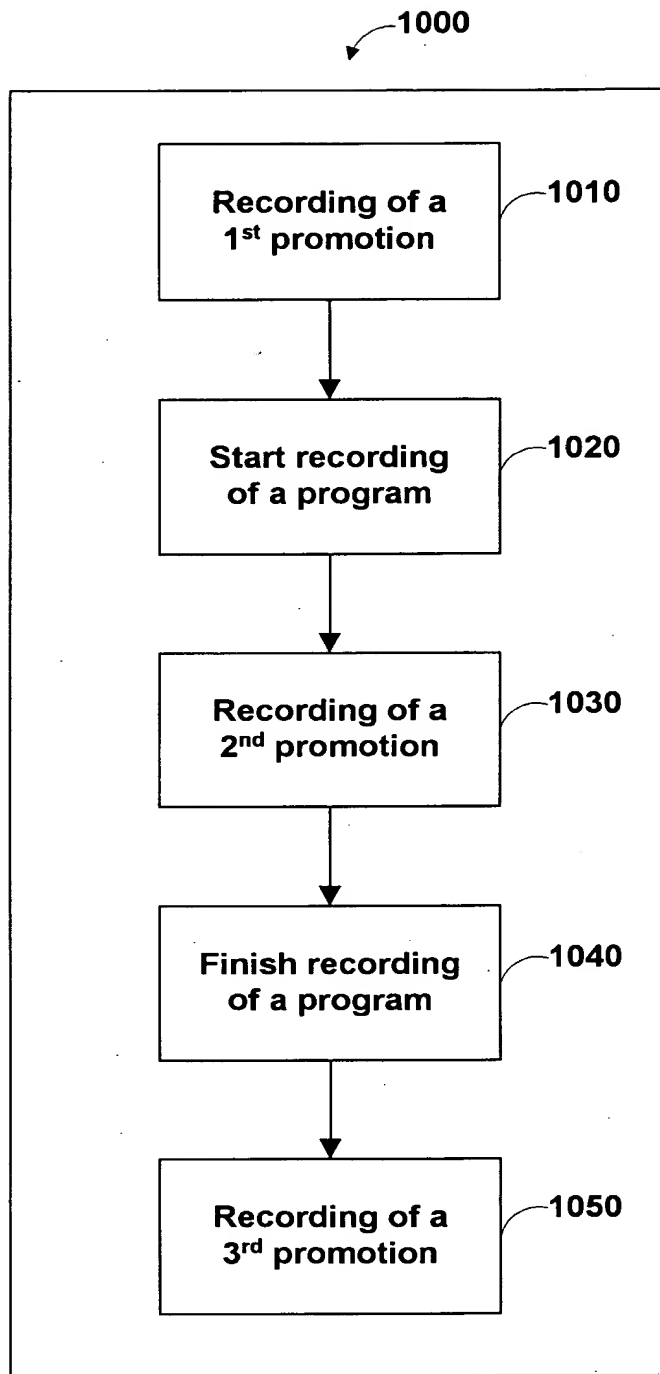 1000
Recording of a
1st promotion
1010
Start recording
of a program
1020
Recording of a
2nd promotion
1030
Finish recording
of a program
1040
Recording of a
3rd promotion
1050